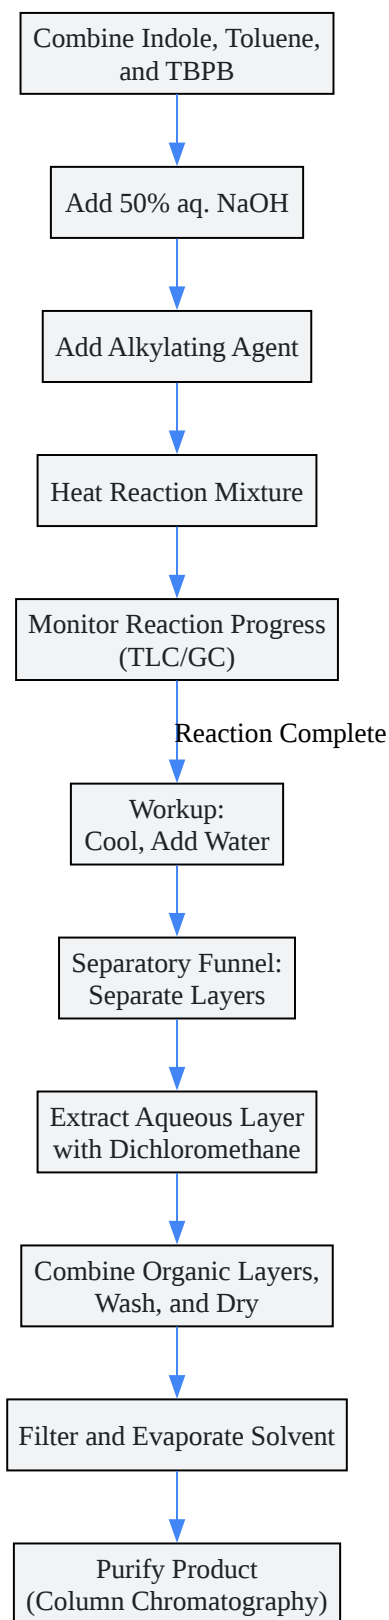 Combine Indole, Toluene,
and TBPB
Add 50% aq. NaOH
Add Alkylating Agent
Heat Reaction Mixture
Monitor Reaction Progress
(TLC/GC)
Reaction Complete
Workup:
Cool, Add Water
Separatory Funnel:
Separate Layers
Extract Aqueous Layer
with Dichloromethane
Combine Organic Layers,
Wash, and Dry
Filter and Evaporate Solvent
Purify Product
(Column Chromatography)